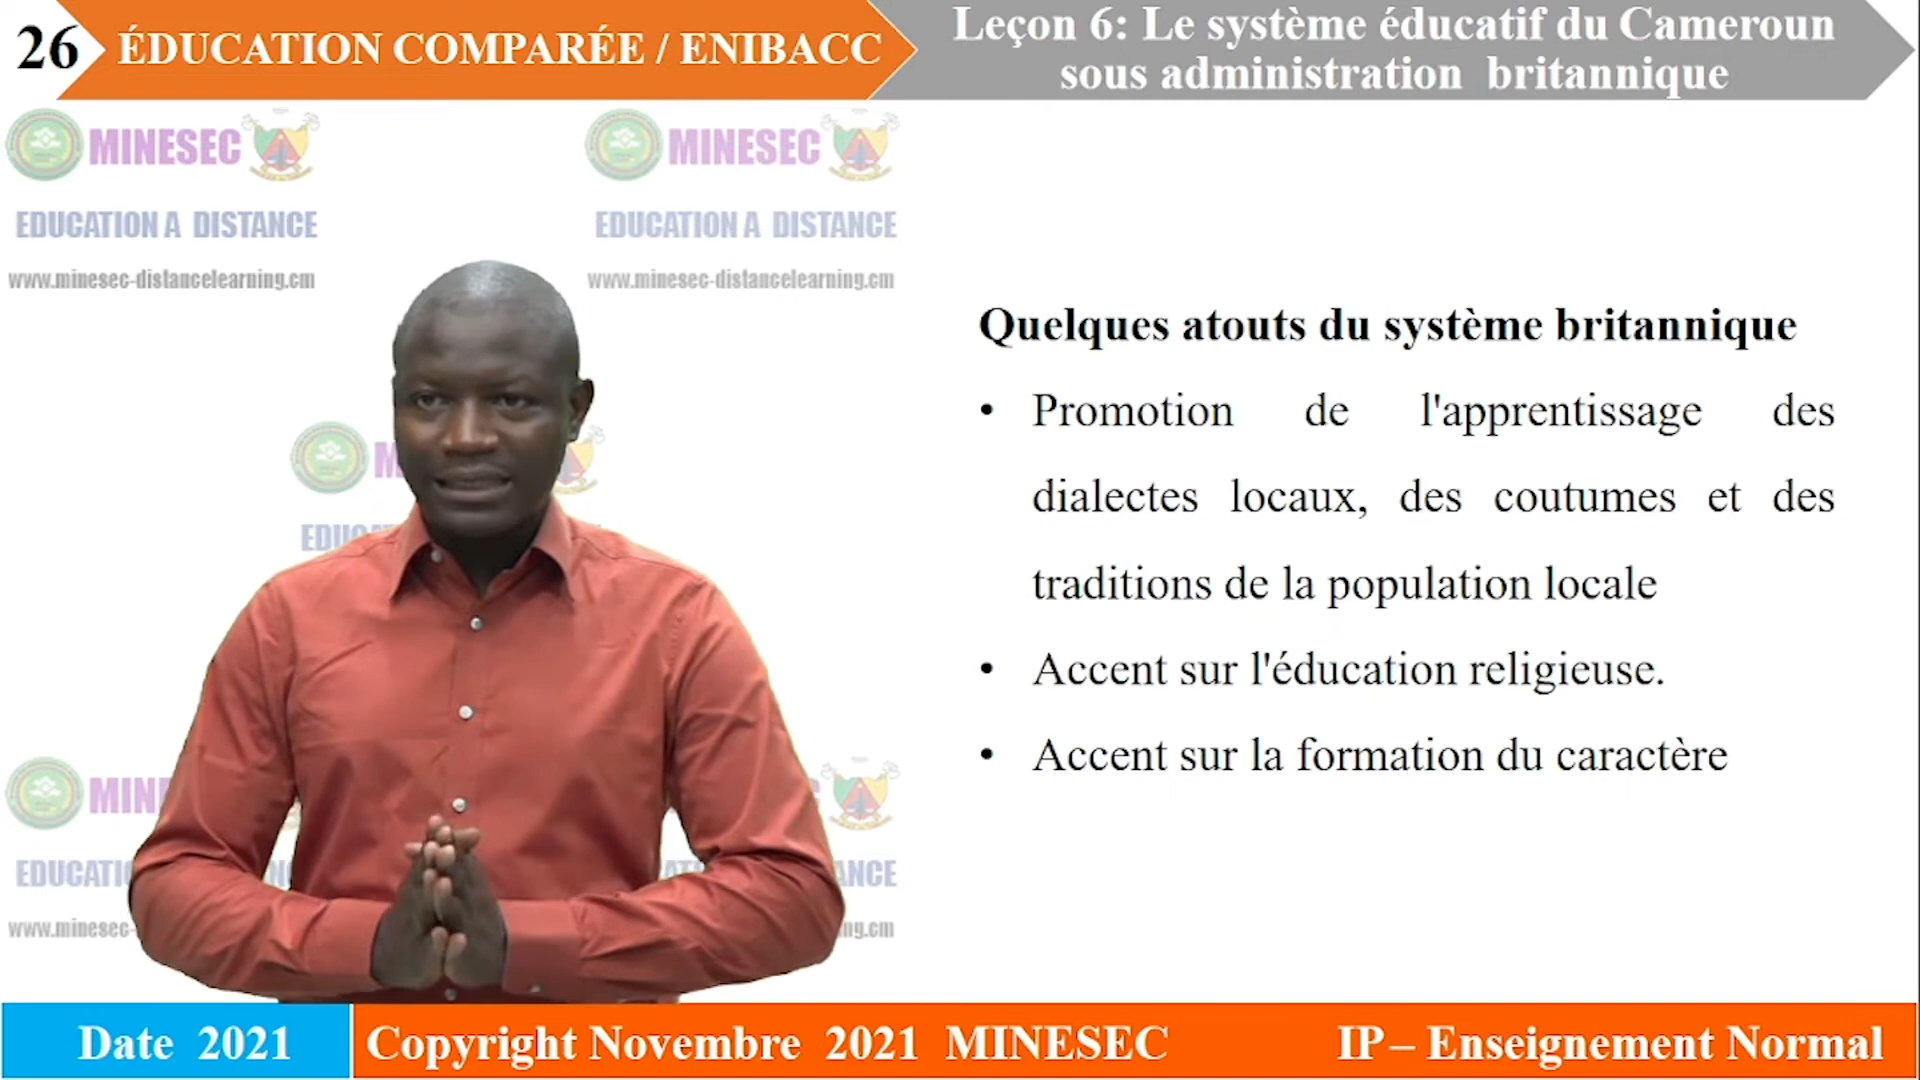 26
ÉDUCATION COMPARÉE / ENIBACC
Leçon 6: Le système éducatif du Cameroun
sous administration britannique
MINESEC
EDUCATION A DISTANCE
www.minesec-distancelearning.cm
MINESEC
EDUCATION A DISTANCE
www.minesec-distancelearning.cm
Quelques atouts du système britannique
• Promotion de l'apprentissage des
dialectes locaux, des coutumes et des
traditions de la population locale
• Accent sur l'éducation religieuse.
• Accent sur la formation du caractère
Date 2021
Copyright Novembre 2021 MINESEC
IP – Enseignement Normal